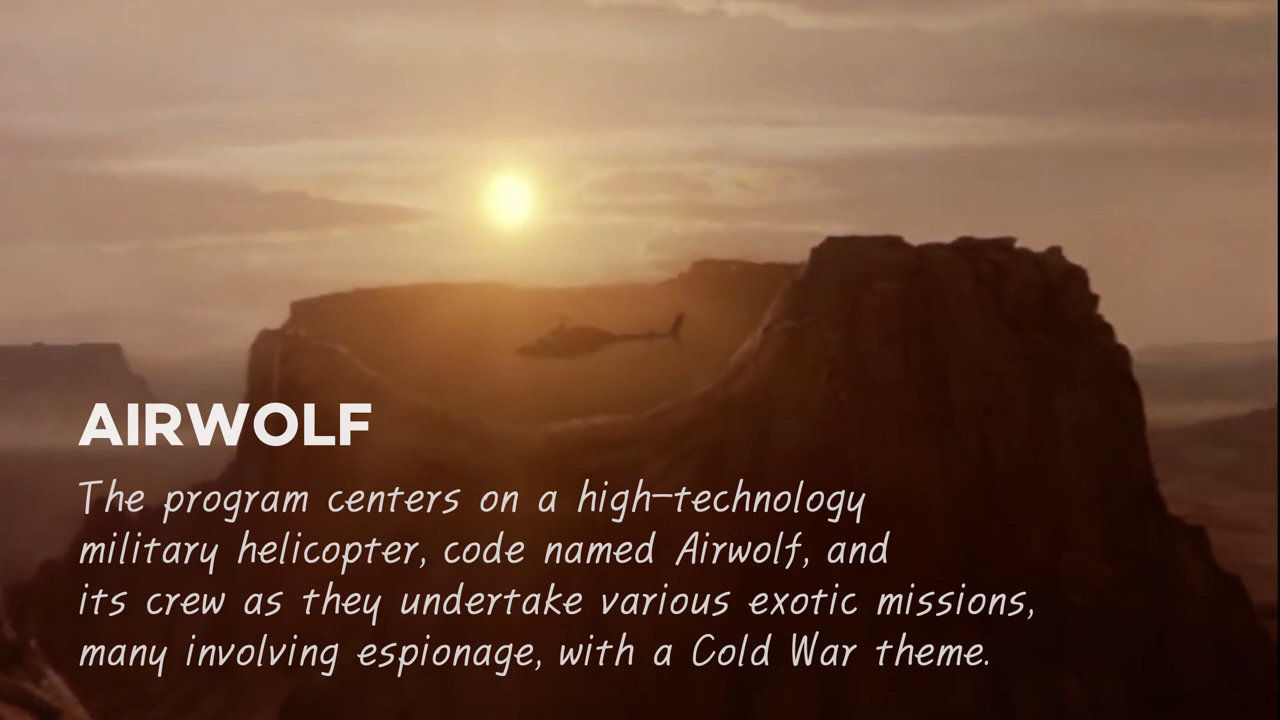 AIRWOLF
The program centers on a high-technology
military helicopter, code named Airwolf, and
its crew as they undertake various exotic missions,
many involving espionage, with a Cold War theme.